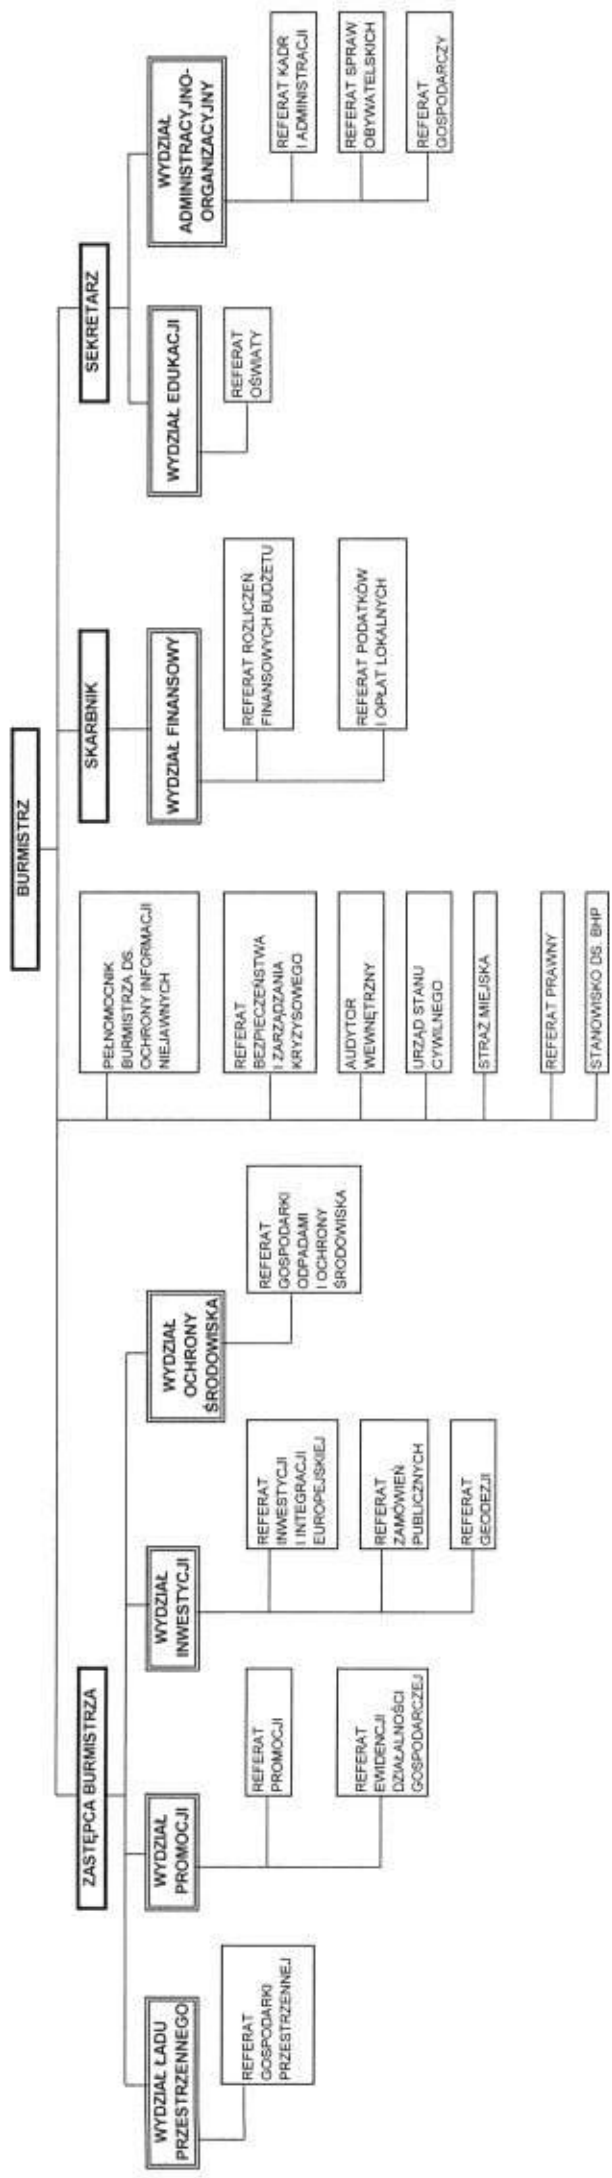 BURMISTRZ
ZASTĘPCA BURMISTRZA
SKARBNIK
SEKRETARZ
WYDZIAŁ ŁADU
PRZESTRZENNEGO
REFERAT
GOSPODARKI
PRZESTRZENNEJ
WYDZIAŁ
PROMOCJI
REFERAT
PROMOCJI
REFERAT
EWIDENCJI
DZIAŁALNOŚCI
GOSPODARCZEJ
WYDZIAŁ
INWESTYCJI
REFERAT
INWESTYCJI
I INTEGRACJI
EUROPEJSKIEJ
REFERAT
ZAMÓWIEŃ
PUBLICZNYCH
REFERAT
GEODEZJI
WYDZIAŁ
OCHRONY
ŚRODOWISKA
REFERAT
GOSPODARKI
ODPADAMI
I OCHRONY
ŚRODOWISKA
PEŁNOMOCNIK
BURMISTRZA DS.
OCHRONY INFORMACJI
NIEJAWNYCH
REFERAT
BEZPIECZEŃSTWA
I ZARZĄDZANIA
KRYZYSOWEGO
AUDYTOR
WEWNĘTRZNY
URZĄD STANU
CYWILNEGO
STRAŻ MIEJSKA
REFERAT PRAWNY
STANOWISKO DS. BHP
WYDZIAŁ FINANSOWY
REFERAT ROZLICZEŃ
FINANSOWYCH BUDŻETU
REFERAT PODATKÓW
I OPŁAT LOKALNYCH
WYDZIAŁ EDUKACJI
REFERAT
OŚWIATY
WYDZIAŁ
ADMINISTRACYJNO-
ORGANIZACYJNY
REFERAT KADR
I ADMINISTRACJI
REFERAT SPRAW
OBYWATELSKICH
REFERAT
GOSPODARCZY